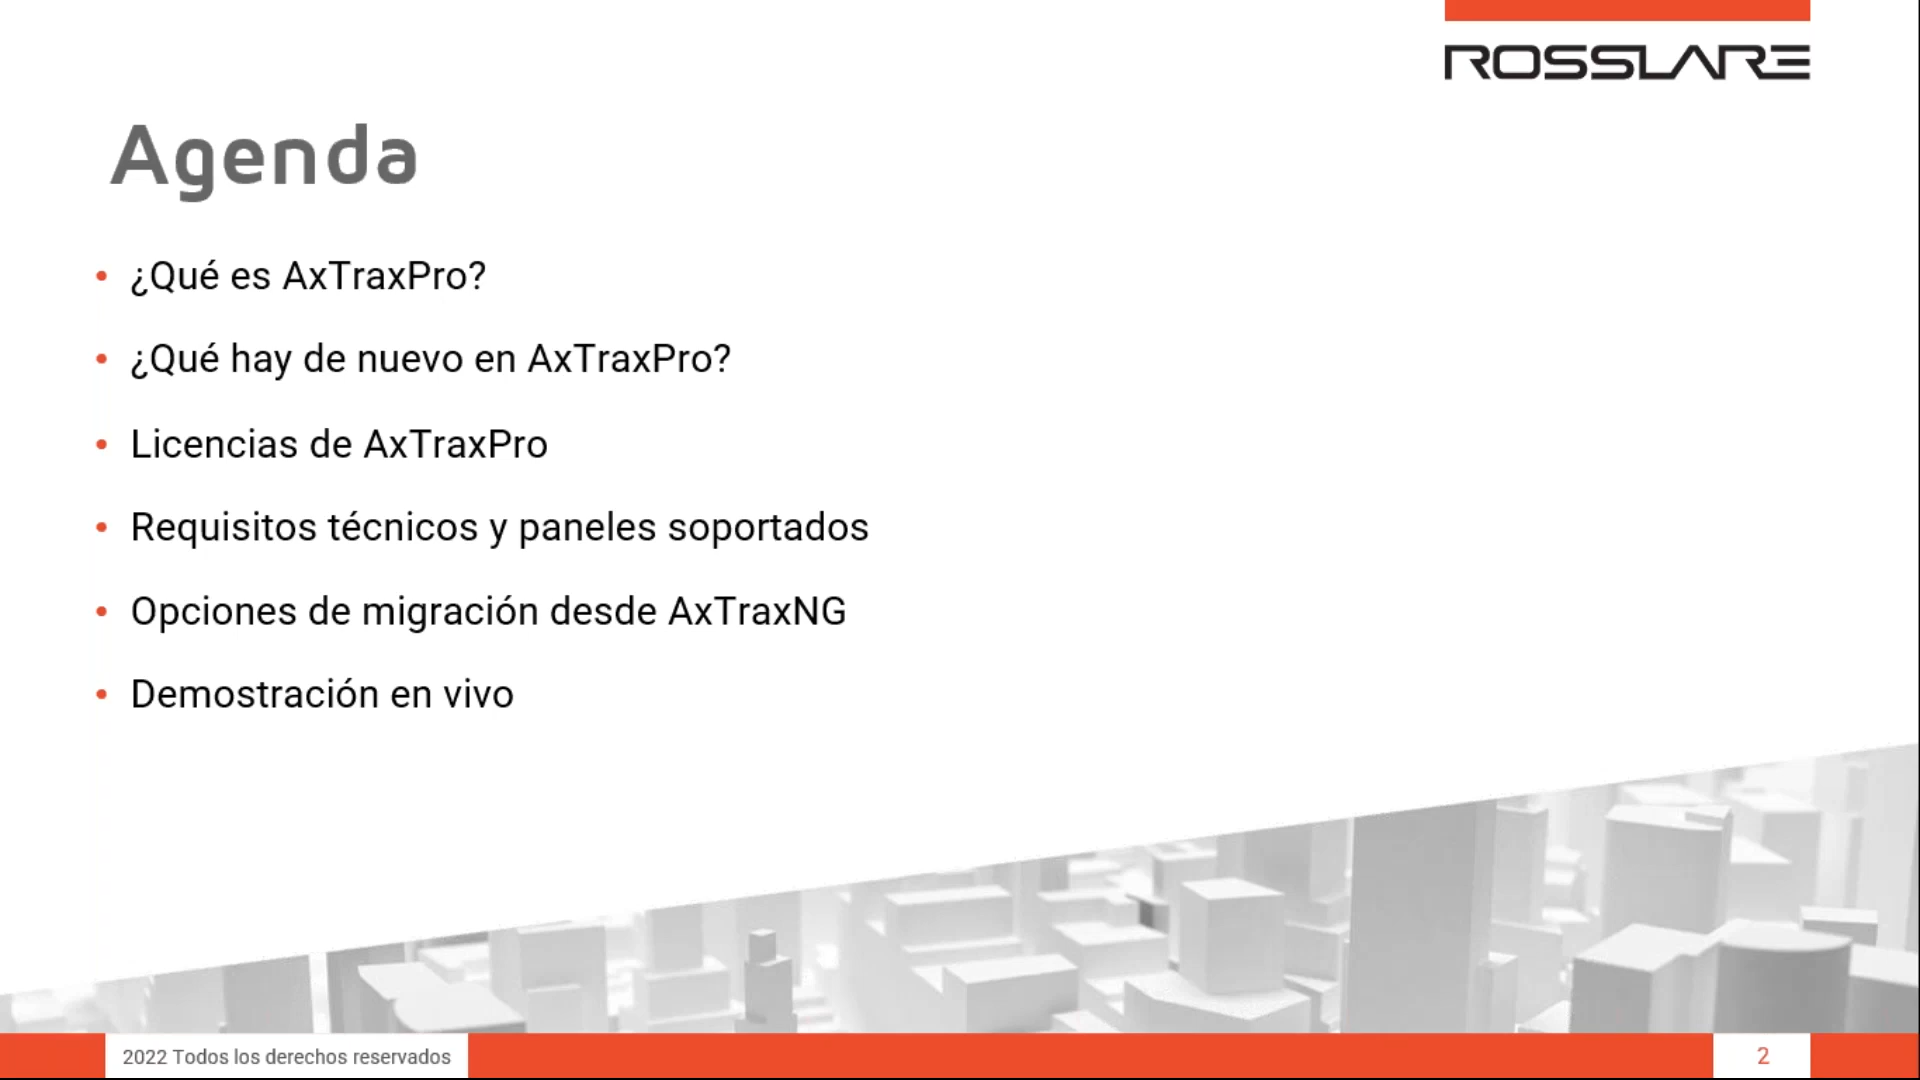 ROSSLARE
Agenda
• ¿Qué es AxTraxPro?
• ¿Qué hay de nuevo en AxTraxPro?
• Licencias de AxTraxPro
• Requisitos técnicos y paneles soportados
• Opciones de migración desde AxTraxNG
• Demostración en vivo
2022 Todos los derechos reservados
2